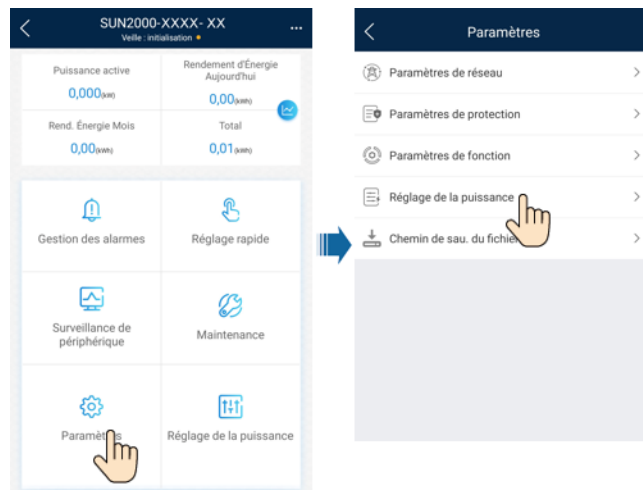 SUN2000-XXXX- XX
Veille : initialisation
Puissance active
0,000(kW)
Rendement d'Énergie
Aujourd'hui
0,00(kWh)
Rend. Énergie Mois
0,00(kWh)
Total
0,01(kWh)
Gestion des alarmes
Réglage rapide
Surveillance de
périphérique
Maintenance
Paramètres
Réglage de la puissance
Paramètres
Paramètres de réseau
Paramètres de protection
Paramètres de fonction
Réglage de la puissance
Chemin de sau. du fichier